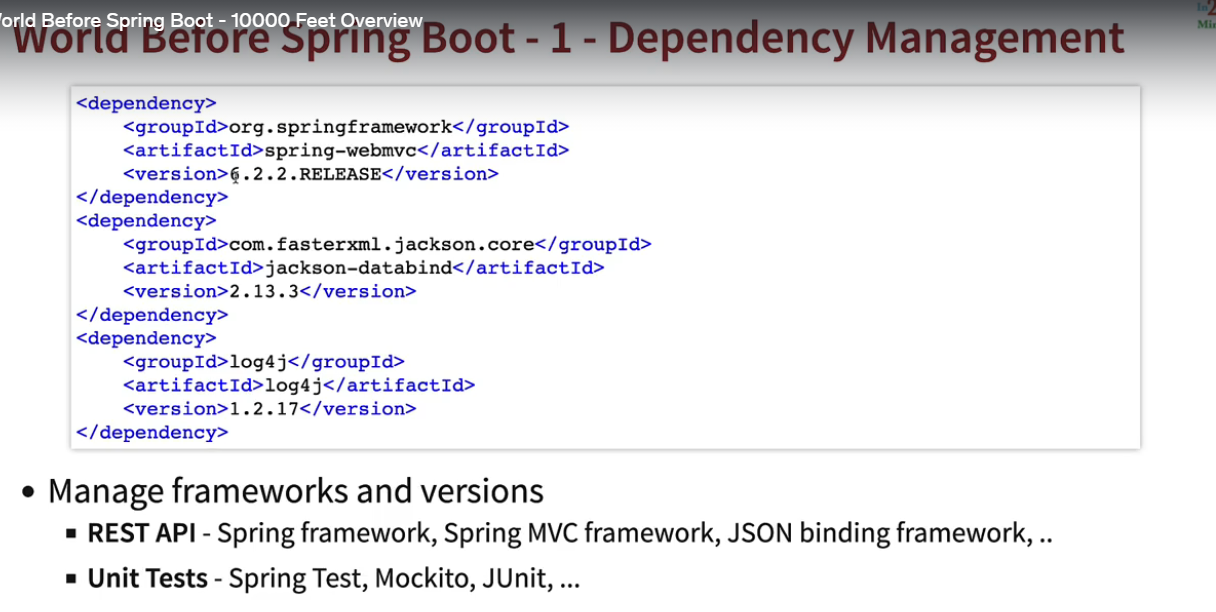 orld Before Spring Boot - 10000 Feet Overview
World Before Spring Boot - 1 - Dependency Management
<dependency>
<groupId>org.springframework</groupId>
<artifactId>spring-webmvc</artifactId>
<version>6.2.2.RELEASE</version>
</dependency>
<dependency>
<groupId>com.fasterxml.jackson.core</groupId>
<artifactId>jackson-databind</artifactId>
<version>2.13.3</version>
</dependency>
<dependency>
<groupId>log4j</groupId>
<artifactId>log4j</artifactId>
<version>1.2.17</version>
</dependency>
• Manage frameworks and versions
▪ REST API - Spring framework, Spring MVC framework, JSON binding framework, ..
▪ Unit Tests - Spring Test, Mockito, JUnit, ...